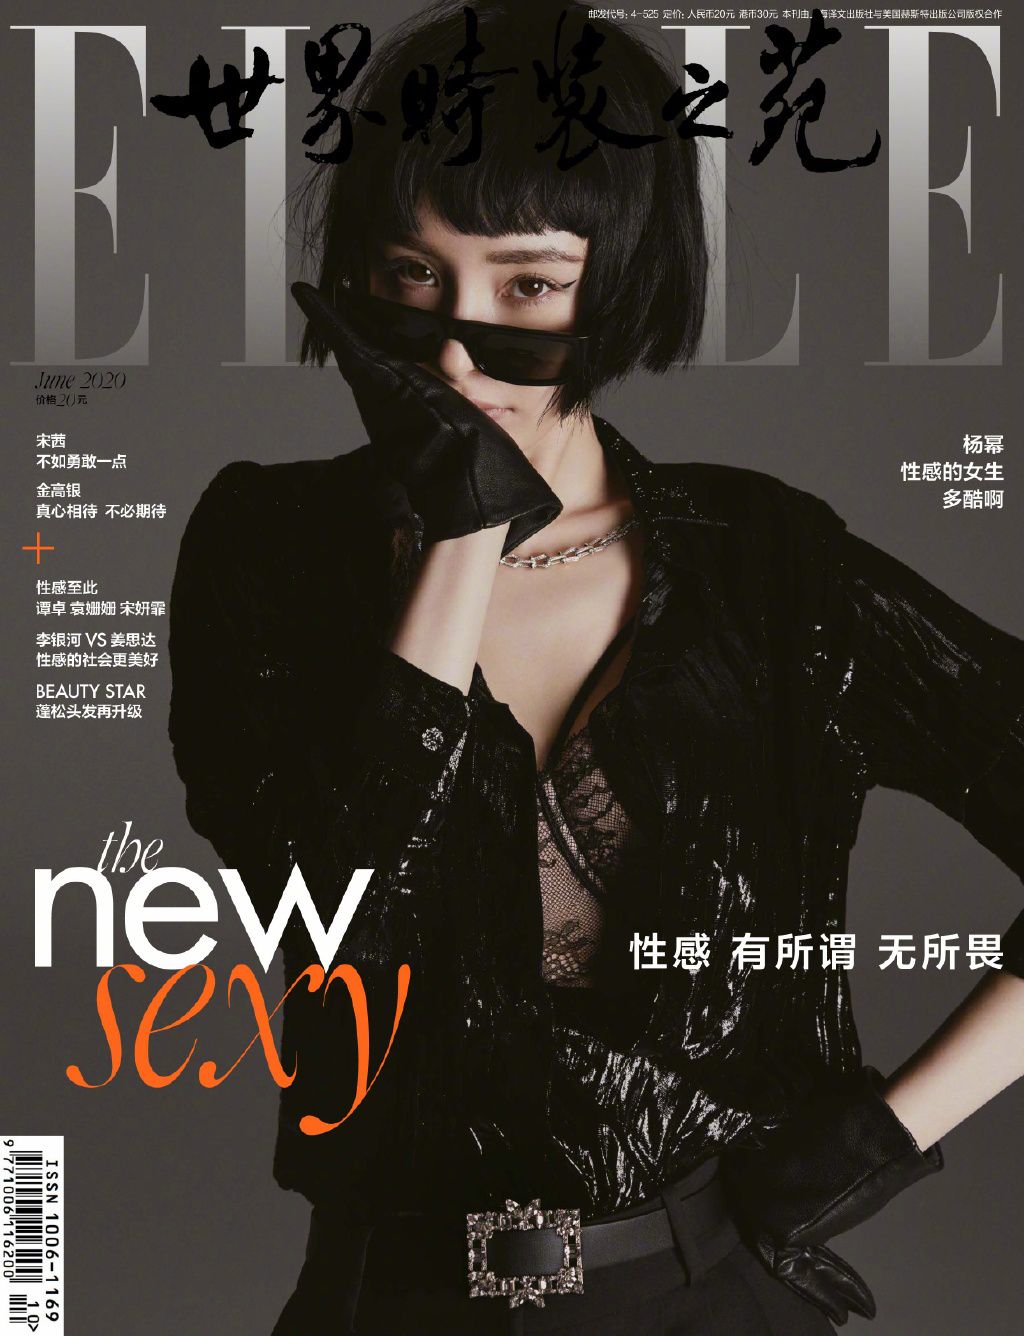 邮发代号：4-525 定价：人民币20元 港币30元 本刊由 海译文出版社与美国赫斯特出版公司版权合作
ELLE
世界時裝之苑
June 2020
价格20元
宋茜
不如勇敢一点
金高银
真心相待 不必期待
+
性感至此
谭卓 袁姗姗 宋妍霏
李银河 VS 姜思达
性感的社会更美好
BEAUTY STAR
蓬松头发再升级
杨幂
性感的女生
多酷啊
the
new
sexy
性感 有所谓 无所畏
ISSN 1006-1169
9 771006 116200
10>